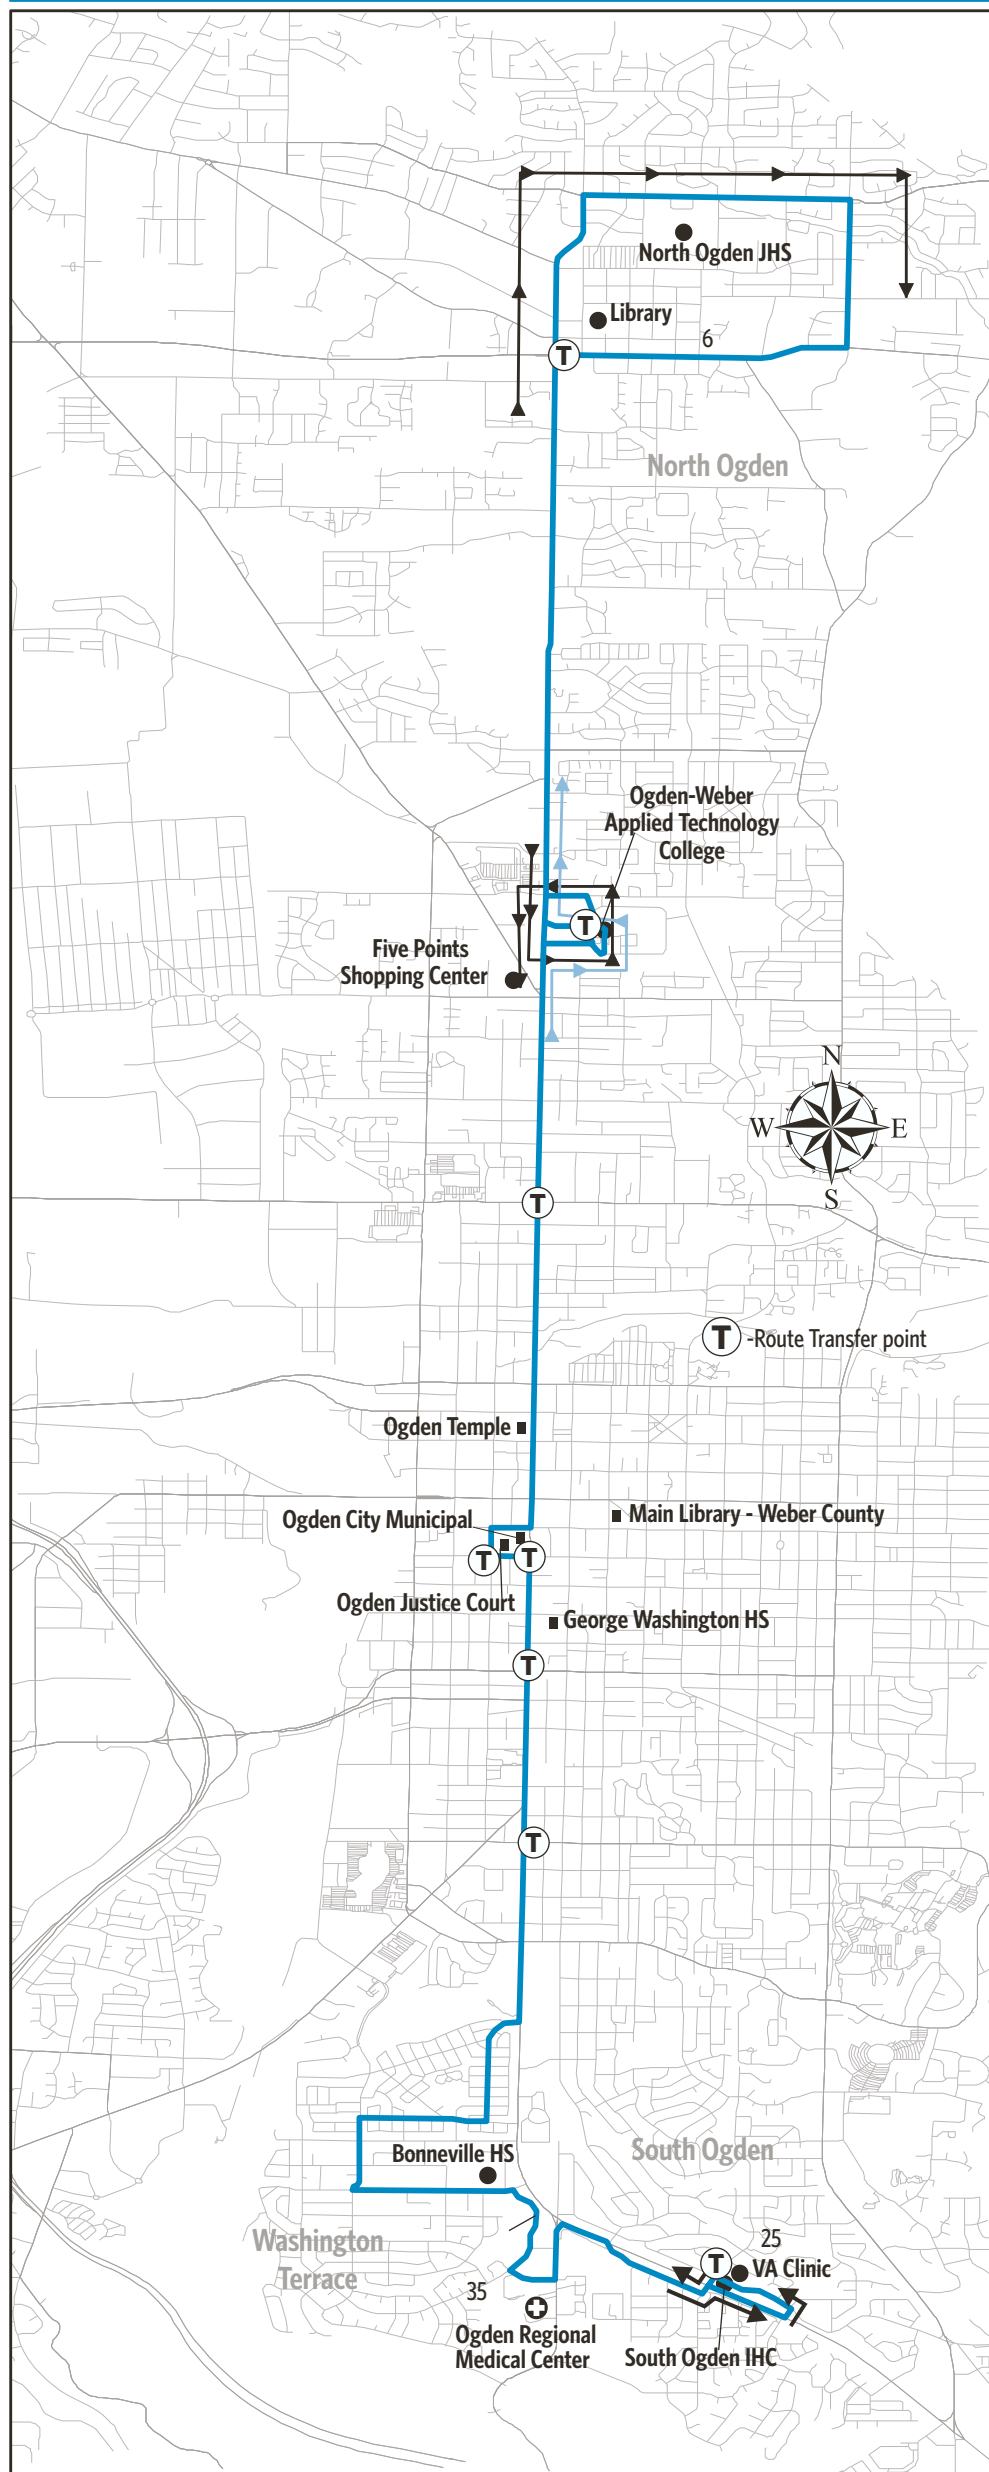 North Ogden JHS
Library
6
T
North Ogden
Ogden-Weber
Applied Technology
College
T
Five Points
Shopping Center
N
W E
S
T
T -Route Transfer point
Ogden Temple
Main Library - Weber County
Ogden City Municipal
T T
Ogden Justice Court
George Washington HS
T
T
Bonneville HS
South Ogden
Washington
Terrace
25
T
VA Clinic
35
Ogden Regional
Medical Center
South Ogden IHC